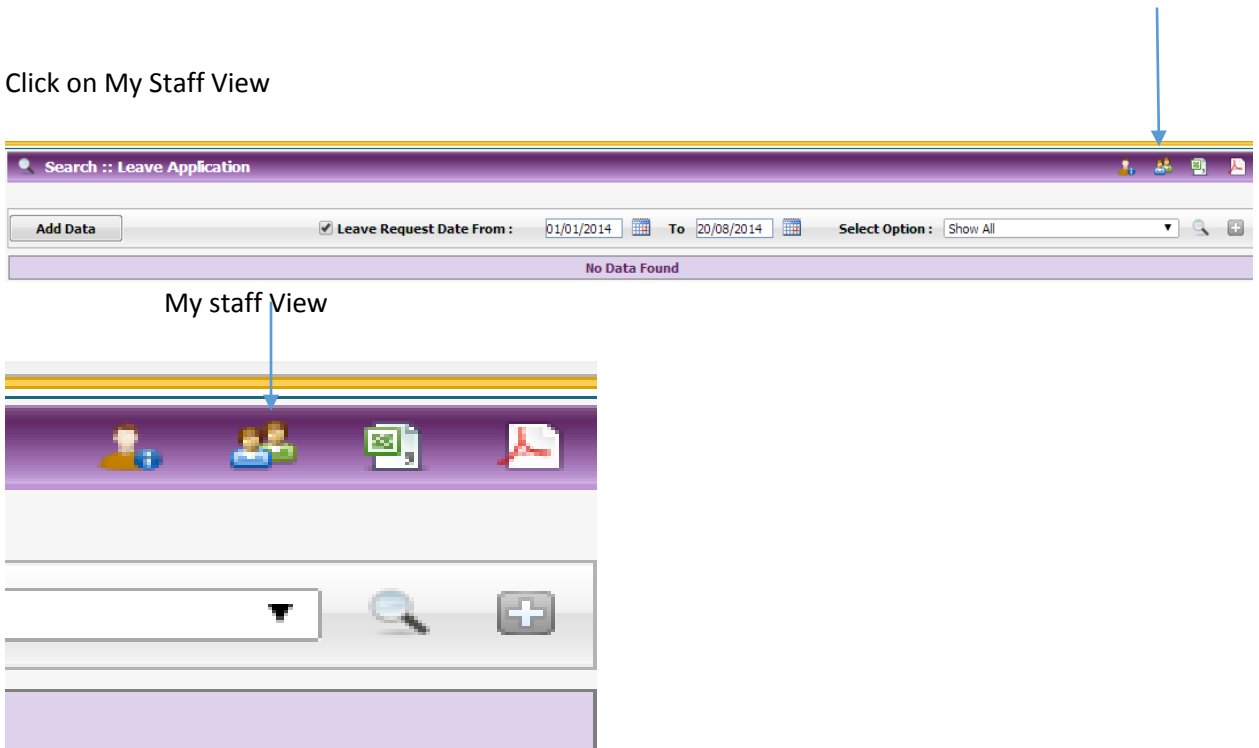 Click on My Staff View
Search :: Leave Application
Add Data Leave Request Date From : 01/01/2014 To 20/08/2014 Select Option : Show All
No Data Found
My staff View